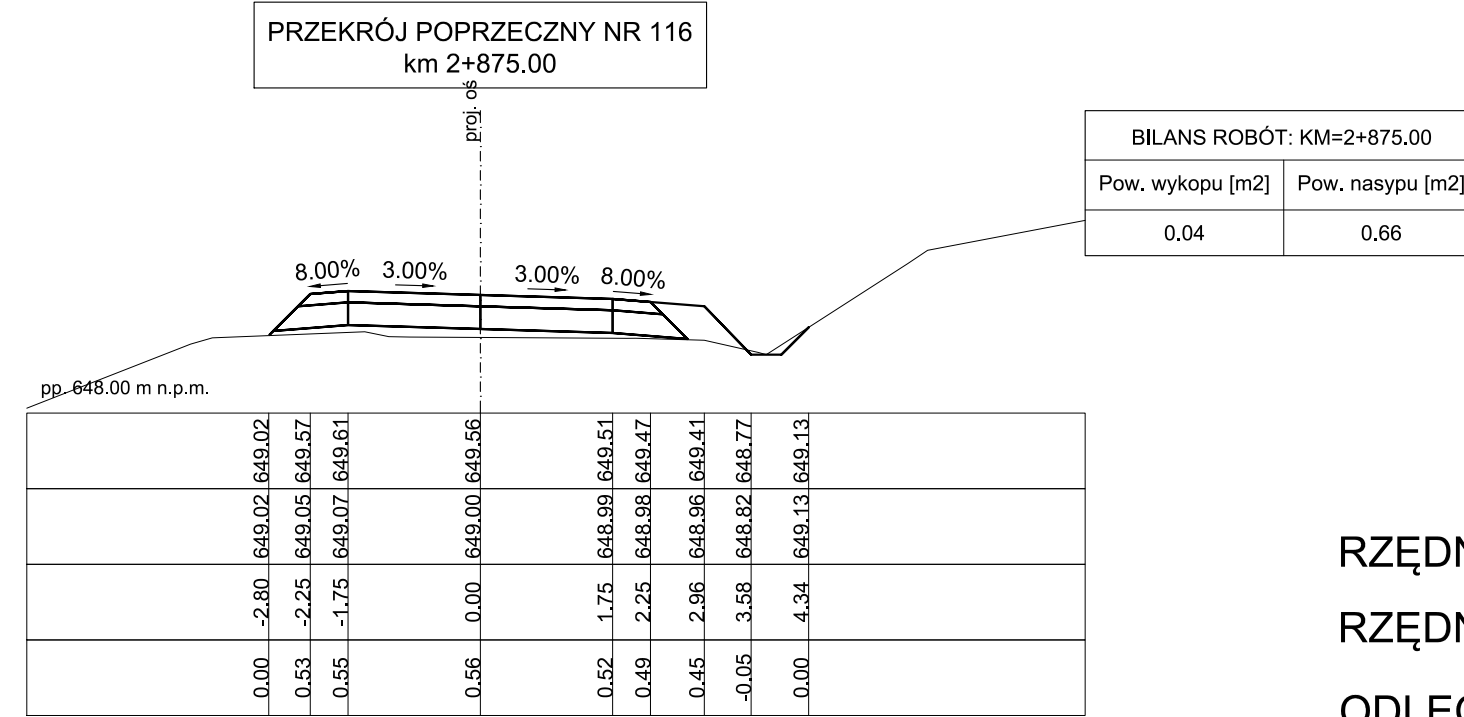 PRZEKRÓJ POPRZECZNY NR 116
km 2+875.00
proj. oś
BILANS ROBÓT: KM=2+875.00
Pow. wykopu [m2] Pow. nasypu [m2]
0.04 0.66
8.00% 3.00% 3.00% 8.00%
pp. 648.00 m n.p.m.
649.02 649.57 649.61 649.56 649.51 649.47 649.41 648.77 649.13
649.02 649.05 649.07 649.00 648.99 648.98 648.96 648.82 649.13
-2.80 -2.25 -1.75 0.00 1.75 2.25 2.96 3.58 4.34
0.00 0.53 0.55 0.56 0.52 0.49 0.45 -0.05 0.00